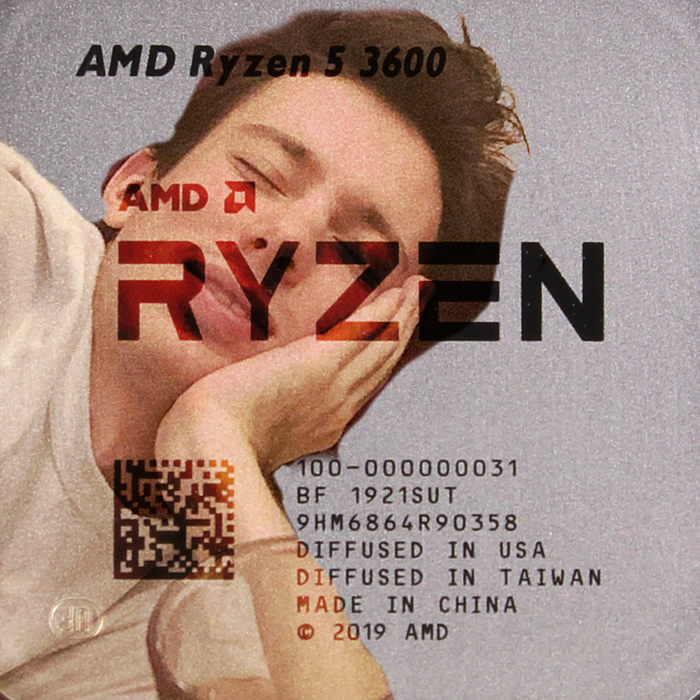 AMD Ryzen 5 3600
AMD
RYZEN
100-000000031
BF 1921SUT
9HM6864R90358
DIFFUSED IN USA
DIFFUSED IN TAIWAN
MADE IN CHINA
© 2019 AMD